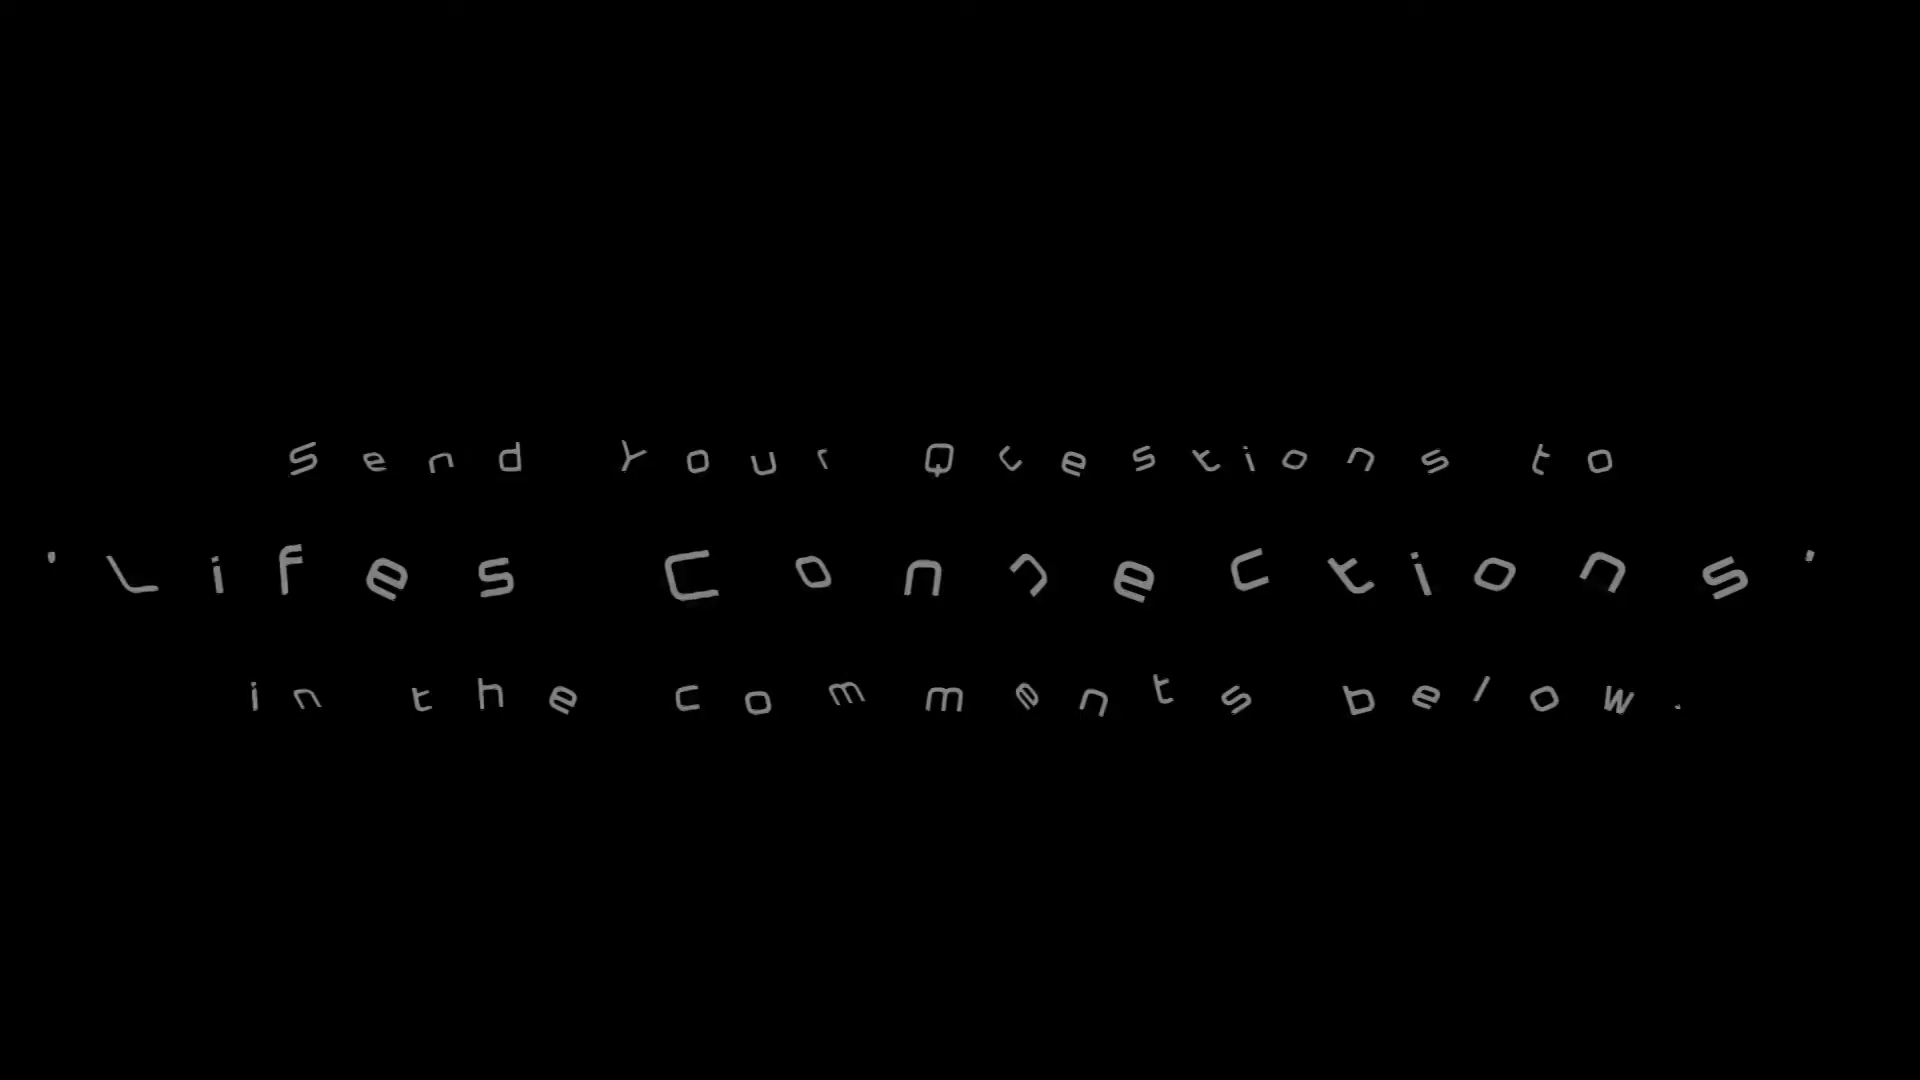 Send Your Questions to
'Lifes Connections'
in the comments below.